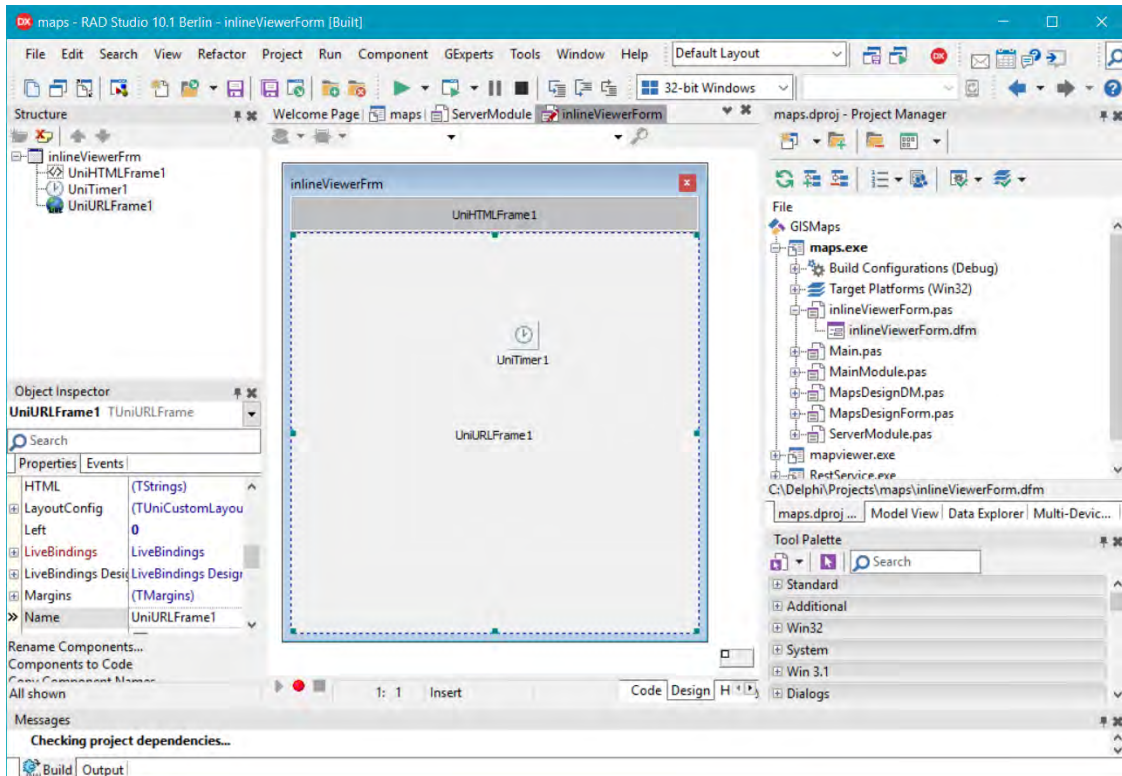 maps - RAD Studio 10.1 Berlin - inlineViewerForm [Built]
File Edit Search View Refactor Project Run Component GExperts Tools Window Help Default Layout
32-bit Windows
Structure
inlineViewerFrm
UniHTMLFrame1
UniTimer1
UniURLFrame1
Object Inspector
UniURLFrame1 TUniURLFrame
Search
Properties Events
HTML (TStrings)
LayoutConfig (TUniCustomLayou
Left 0
LiveBindings LiveBindings
LiveBindings Desig LiveBindings Design
Margins (TMargins)
Name UniURLFrame1
Rename Components...
Components to Code
Copy Component Names
All shown
Welcome Page maps ServerModule inlineViewerForm
inlineViewerFrm
UniHTMLFrame1
UniTimer1
UniURLFrame1
1: 1 Insert Code Design H
maps.dproj - Project Manager
File
GISMaps
maps.exe
Build Configurations (Debug)
Target Platforms (Win32)
inlineViewerForm.pas
inlineViewerForm.dfm
Main.pas
MainModule.pas
MapsDesignDM.pas
MapsDesignForm.pas
ServerModule.pas
mapviewer.exe
RestService.exe
C:\Delphi\Projects\maps\inlineViewerForm.dfm
maps.dproj ... Model View Data Explorer Multi-Devic...
Tool Palette
Search
Standard
Additional
Win32
System
Win 3.1
Dialogs
Messages
Checking project dependencies...
Build Output